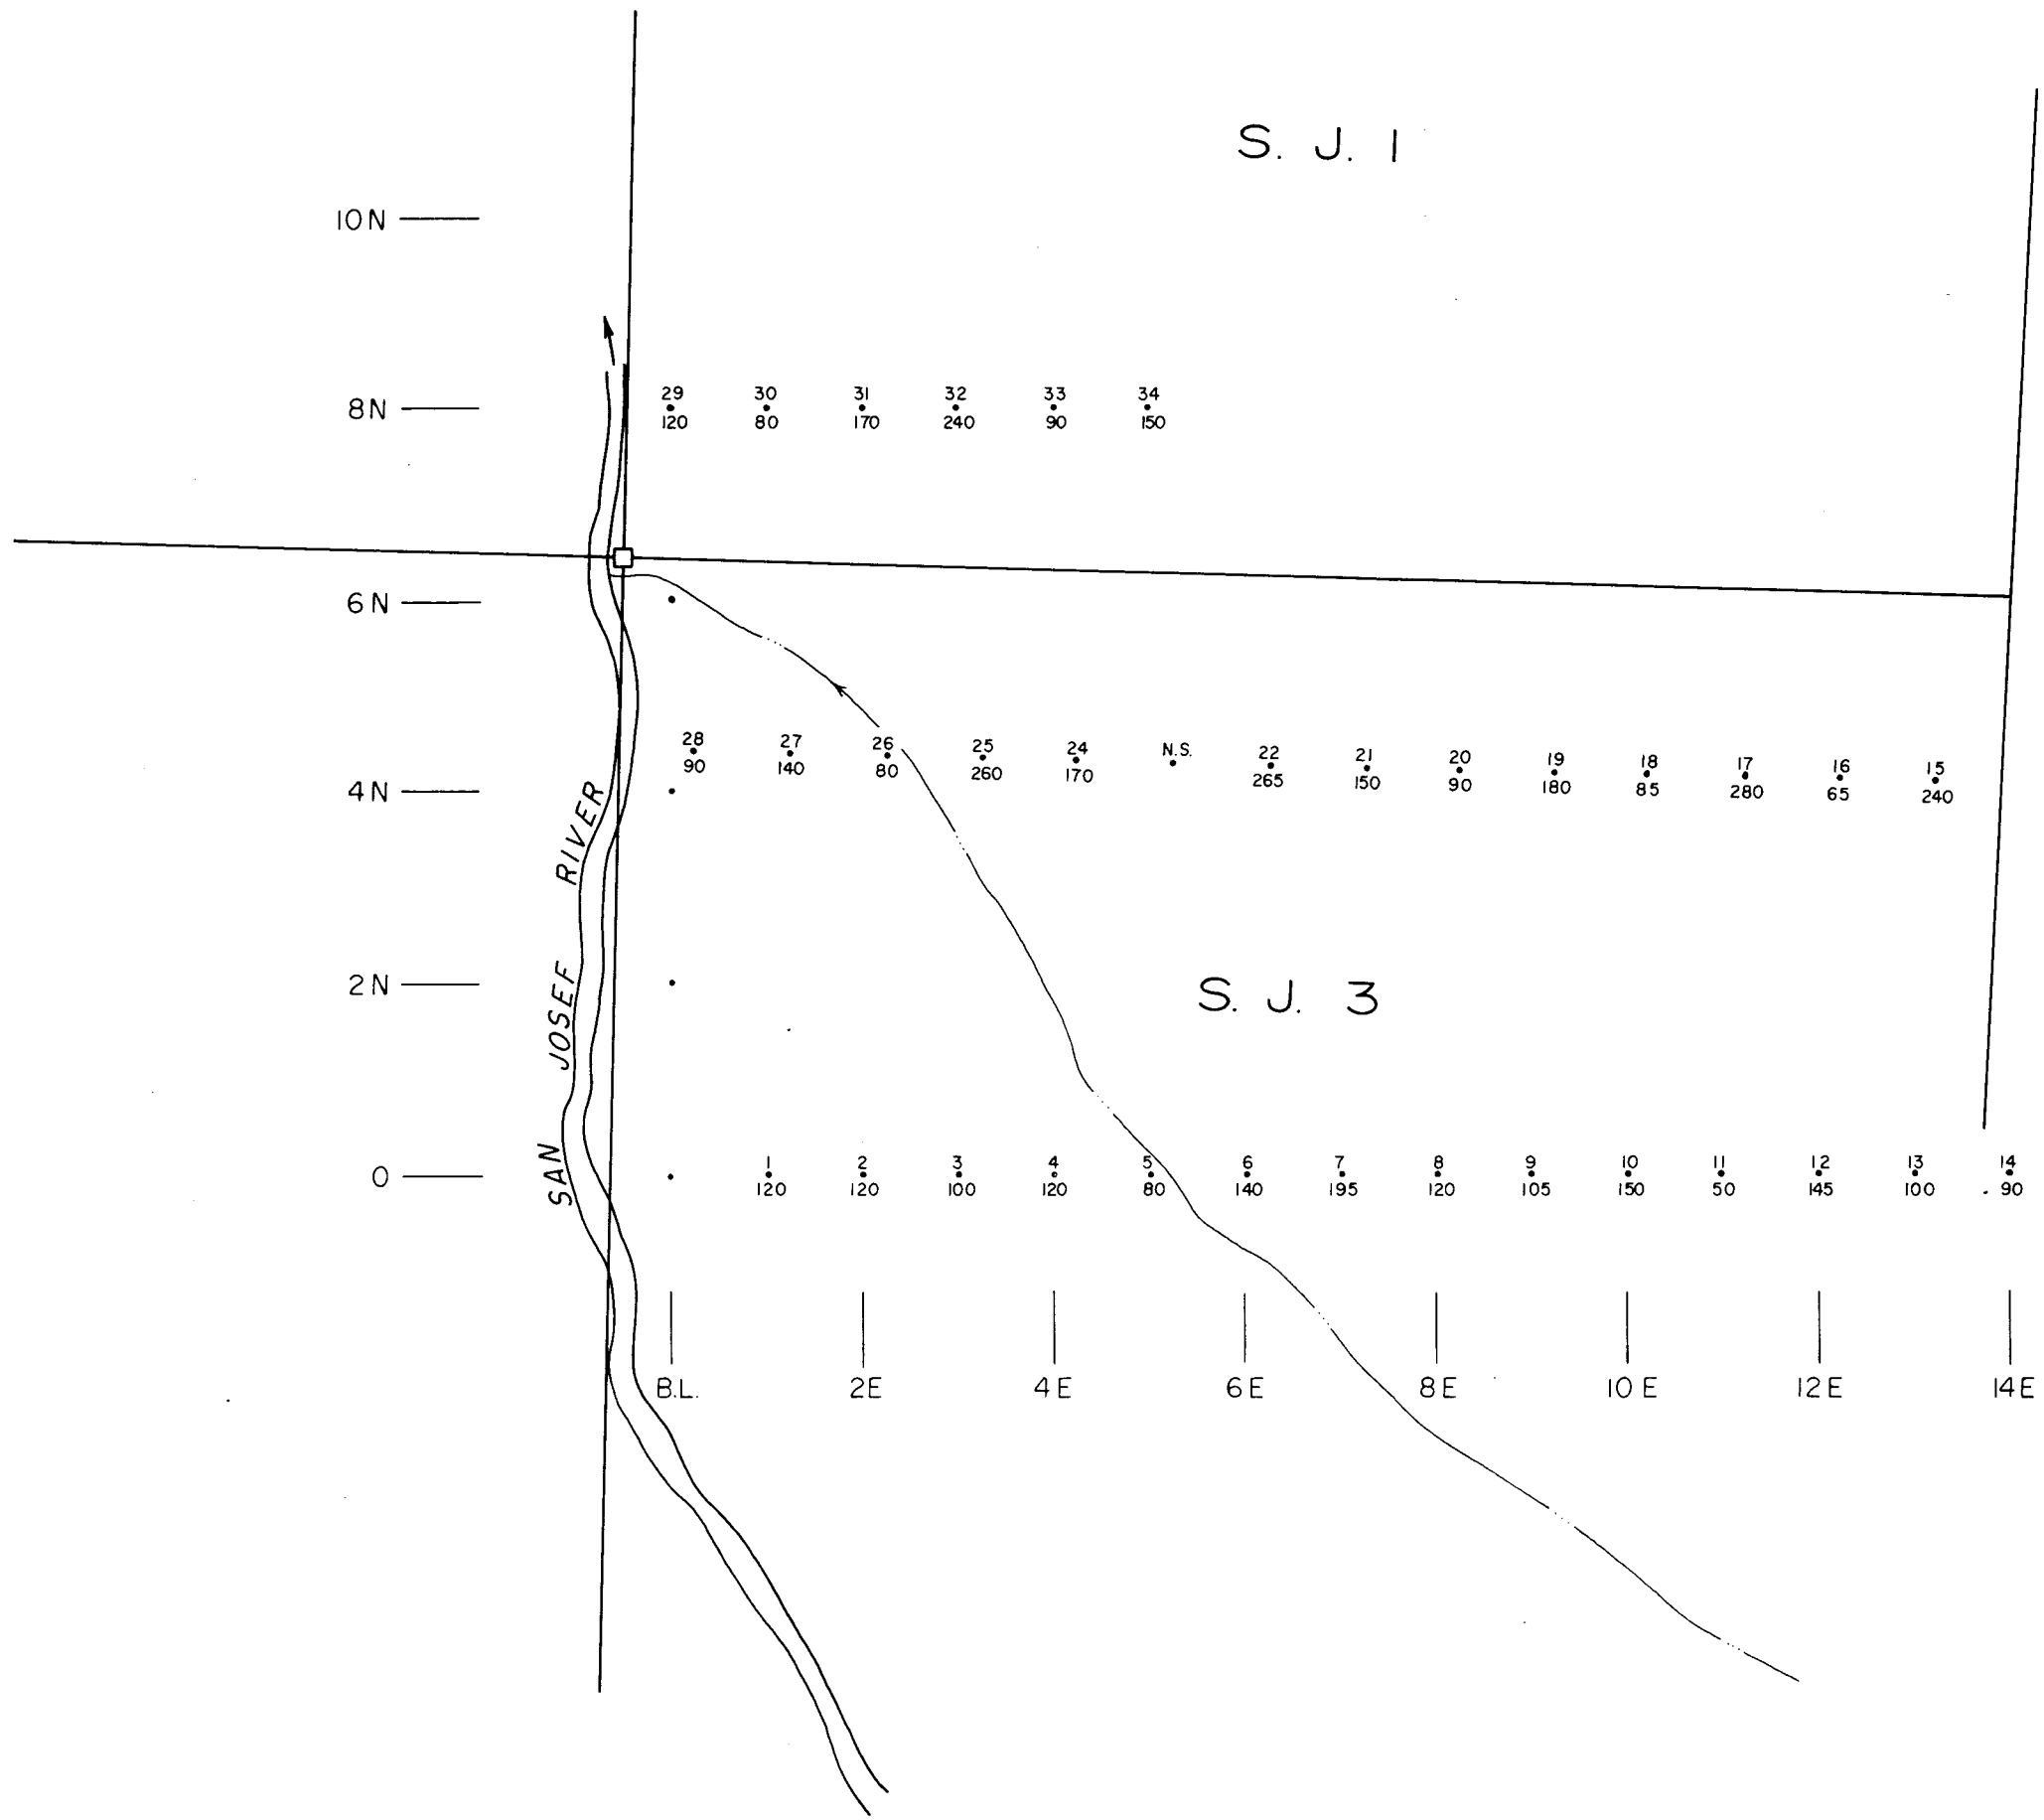 S. J. 1
10N
29 30 31 32 33 34
8N
120 80 170 240 90 150
6N
28 27 26 25 24 N.S. 22 21 20 19 18 17 16 15
90 140 80 260 170 265 150 90 180 85 280 65 240
4N
SAN JOSEF RIVER
2N
S. J. 3
1 2 3 4 5 6 7 8 9 10 11 12 13 14
0
120 120 100 120 80 140 195 120 105 150 50 145 100 90
B.L. 2E 4E 6E 8E 10E 12E 14E